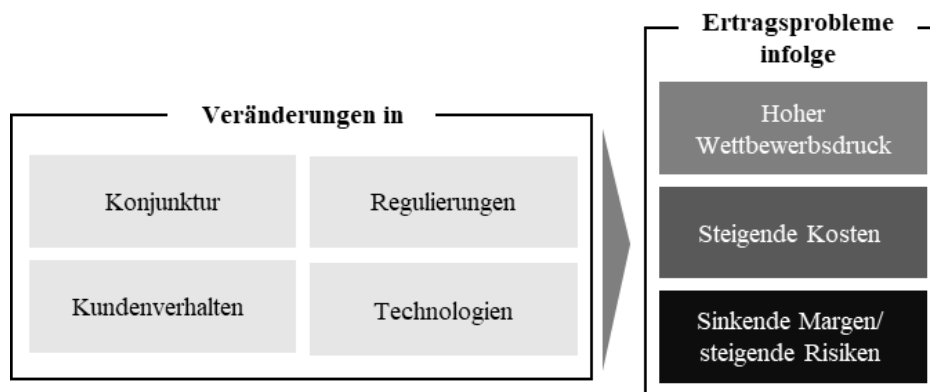 Veränderungen in
Konjunktur
Regulierungen
Kundenverhalten
Technologien
Ertragsprobleme
infolge
Hoher
Wettbewerbsdruck
Steigende Kosten
Sinkende Margen/
steigende Risiken